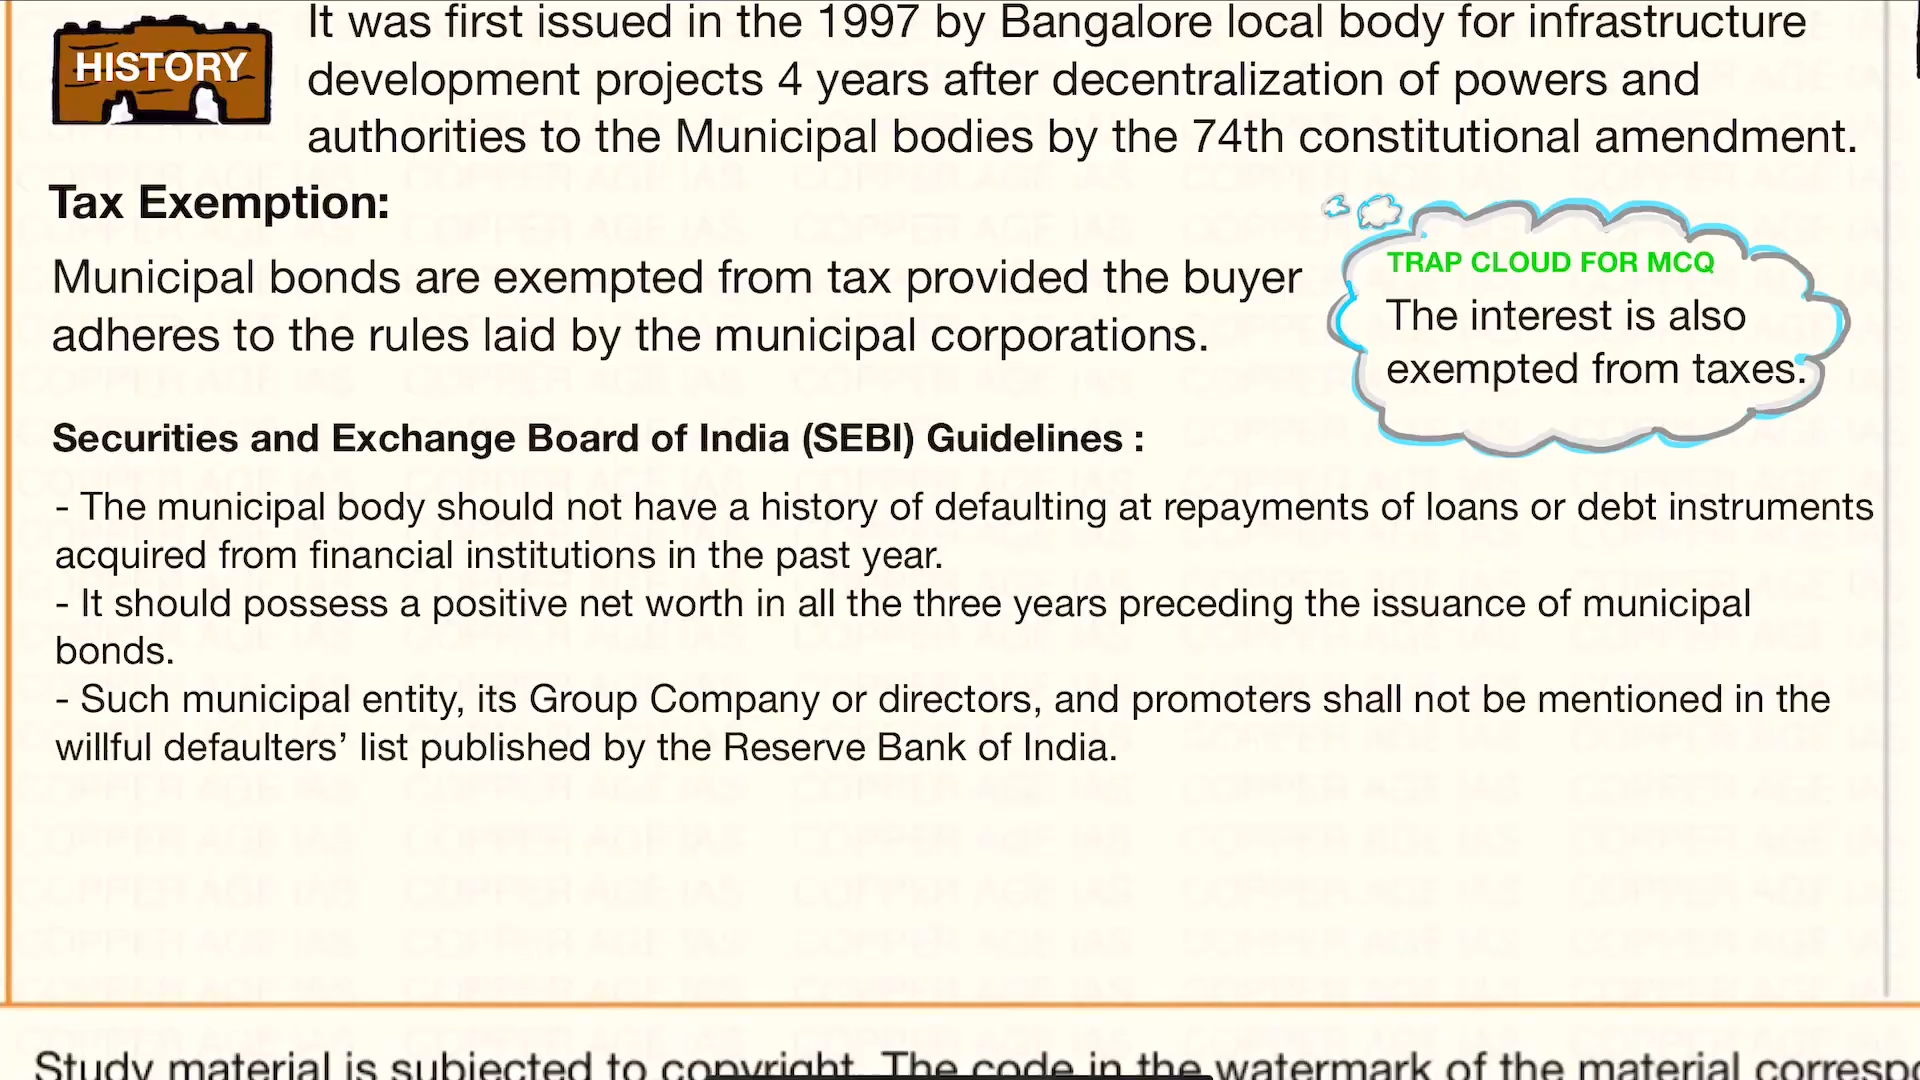 It was first issued in the 1997 by Bangalore local body for infrastructure
HISTORY
development projects 4 years after decentralization of powers and
authorities to the Municipal bodies by the 74th constitutional amendment.
Tax Exemption:
Municipal bonds are exempted from tax provided the buyer
adheres to the rules laid by the municipal corporations.
TRAP CLOUD FOR MCQ
The interest is also
exempted from taxes.
Securities and Exchange Board of India (SEBI) Guidelines :
- The municipal body should not have a history of defaulting at repayments of loans or debt instruments
acquired from financial institutions in the past year.
- It should possess a positive net worth in all the three years preceding the issuance of municipal
bonds.
- Such municipal entity, its Group Company or directors, and promoters shall not be mentioned in the
willful defaulters’ list published by the Reserve Bank of India.
COPPER AGE IAS
Study material is subjected to copyright. The code in the watermark of the material